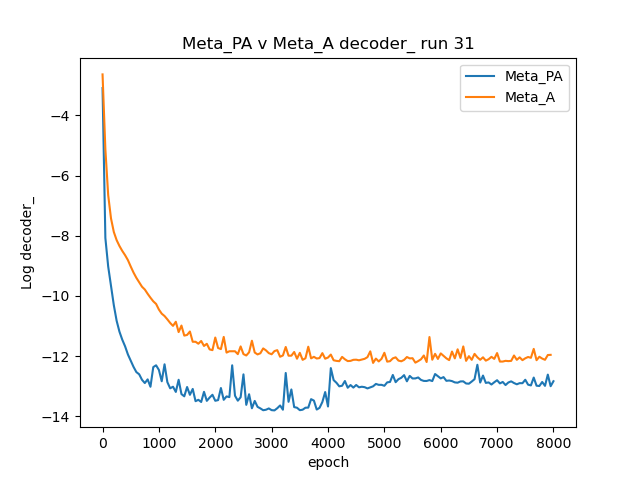 Meta_PA v Meta_A decoder_ run 31
Meta_PA
Meta_A
Log decoder_
−4
−6
−8
−10
−12
−14
0 1000 2000 3000 4000 5000 6000 7000 8000
epoch